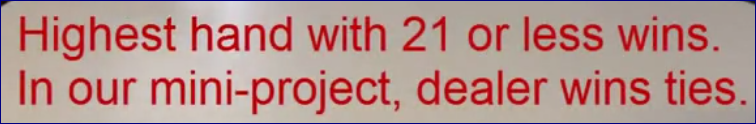 Highest hand with 21 or less wins.
In our mini-project, dealer wins ties.